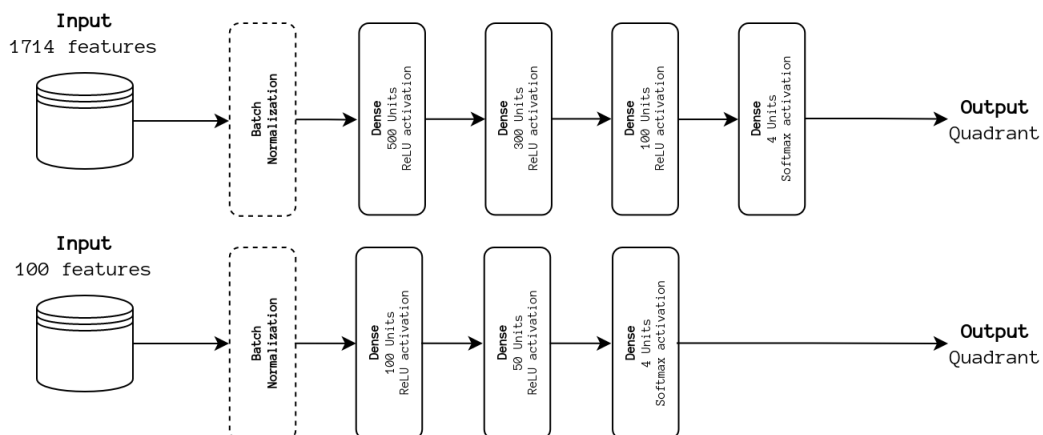 Input
1714 features
Batch
Normalization
Dense
500 Units
ReLU activation
Dense
300 Units
ReLU activation
Dense
100 Units
ReLU activation
Dense
4 Units
Softmax activation
Output
Quadrant
Input
100 features
Batch
Normalization
Dense
100 Units
ReLU activation
Dense
50 Units
ReLU activation
Dense
4 Units
Softmax activation
Output
Quadrant